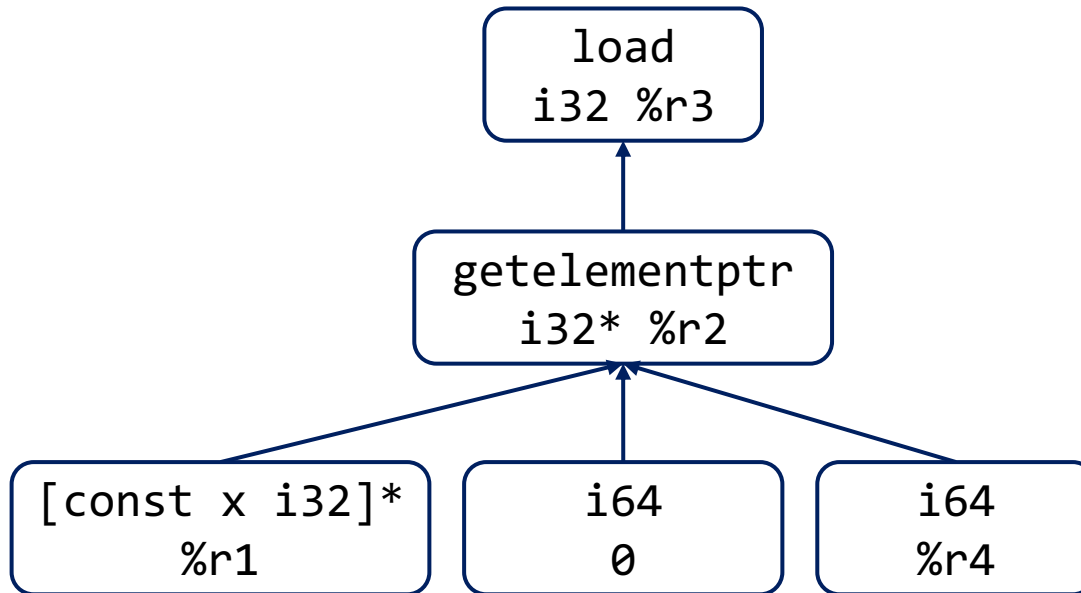 load
i32 %r3
getelementptr
i32* %r2
[const x i32]*
%r1
i64
0
i64
%r4